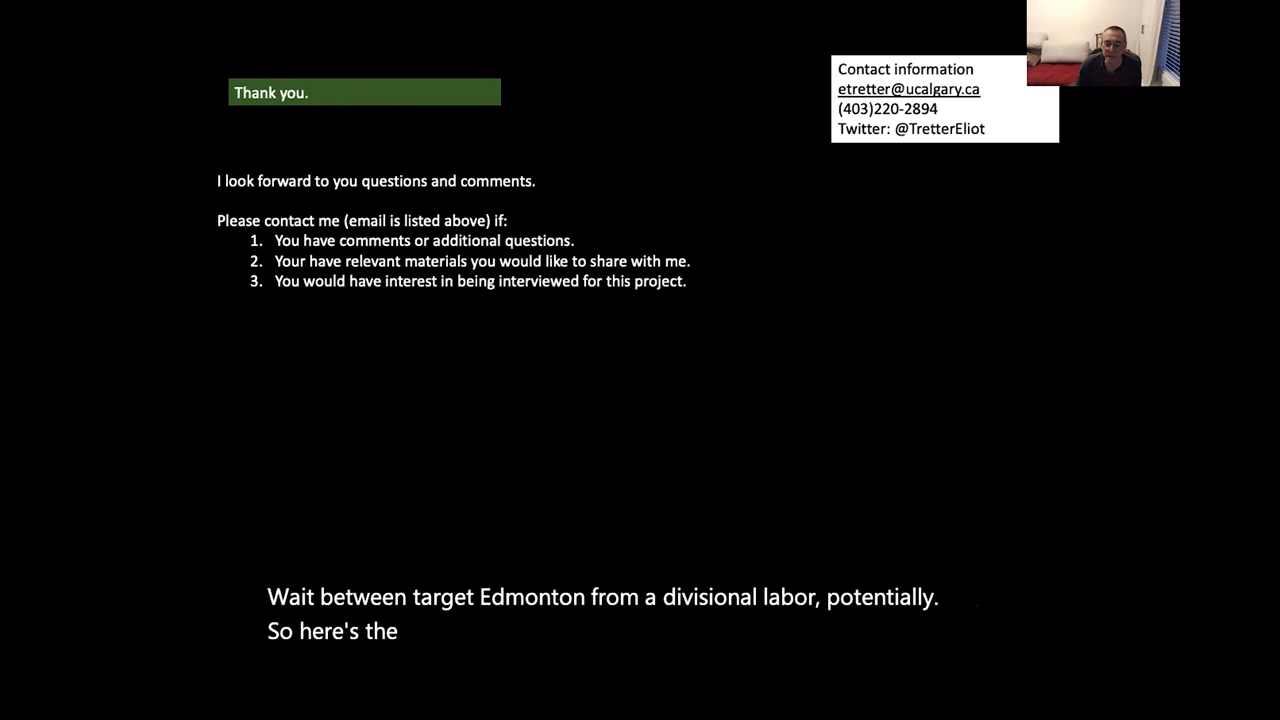 Thank you.
Contact information
etretter@ucalgary.ca
(403)220-2894
Twitter: @TretterEliot
I look forward to you questions and comments.
Please contact me (email is listed above) if:
1. You have comments or additional questions.
2. Your have relevant materials you would like to share with me.
3. You would have interest in being interviewed for this project.
Wait between target Edmonton from a divisional labor, potentially.
So here's the